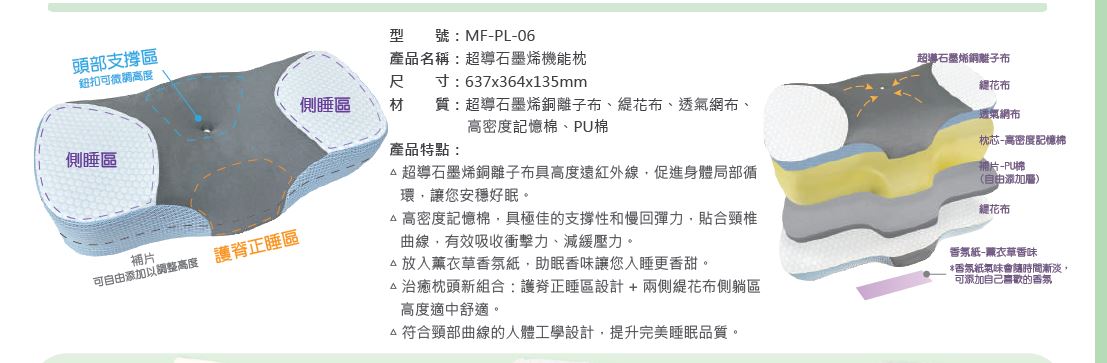 頭部支撐區
鈕扣可微調高度
側睡區
側睡區
護脊正睡區
補片
可自由添加以調整高度
型　　號：MF-PL-06
產品名稱：超導石墨烯機能枕
尺　　寸：637x364x135mm
材　　質：超導石墨烯銅離子布、緹花布、透氣網布、
高密度記憶棉、PU棉
產品特點：
▵ 超導石墨烯銅離子布具高度遠紅外線，促進身體局部循
環，讓您安穩好眠。
▵ 高密度記憶棉，具極佳的支撐性和慢回彈力，貼合頸椎
曲線，有效吸收衝擊力、減緩壓力。
▵ 放入薰衣草香氛紙，助眠香味讓您入睡更香甜。
▵ 治癒枕頭新組合：護脊正睡區設計 + 兩側緹花布側躺區
高度適中舒適。
▵ 符合頸部曲線的人體工學設計，提升完美睡眠品質。
超導石墨烯銅離子布
緹花布
透氣網布
枕芯-高密度記憶棉
補片-PU棉
(自由添加層)
緹花布
香氛紙-薰衣草香味
*香氛紙氣味會隨時間漸淡，
可添加自己喜歡的香氛